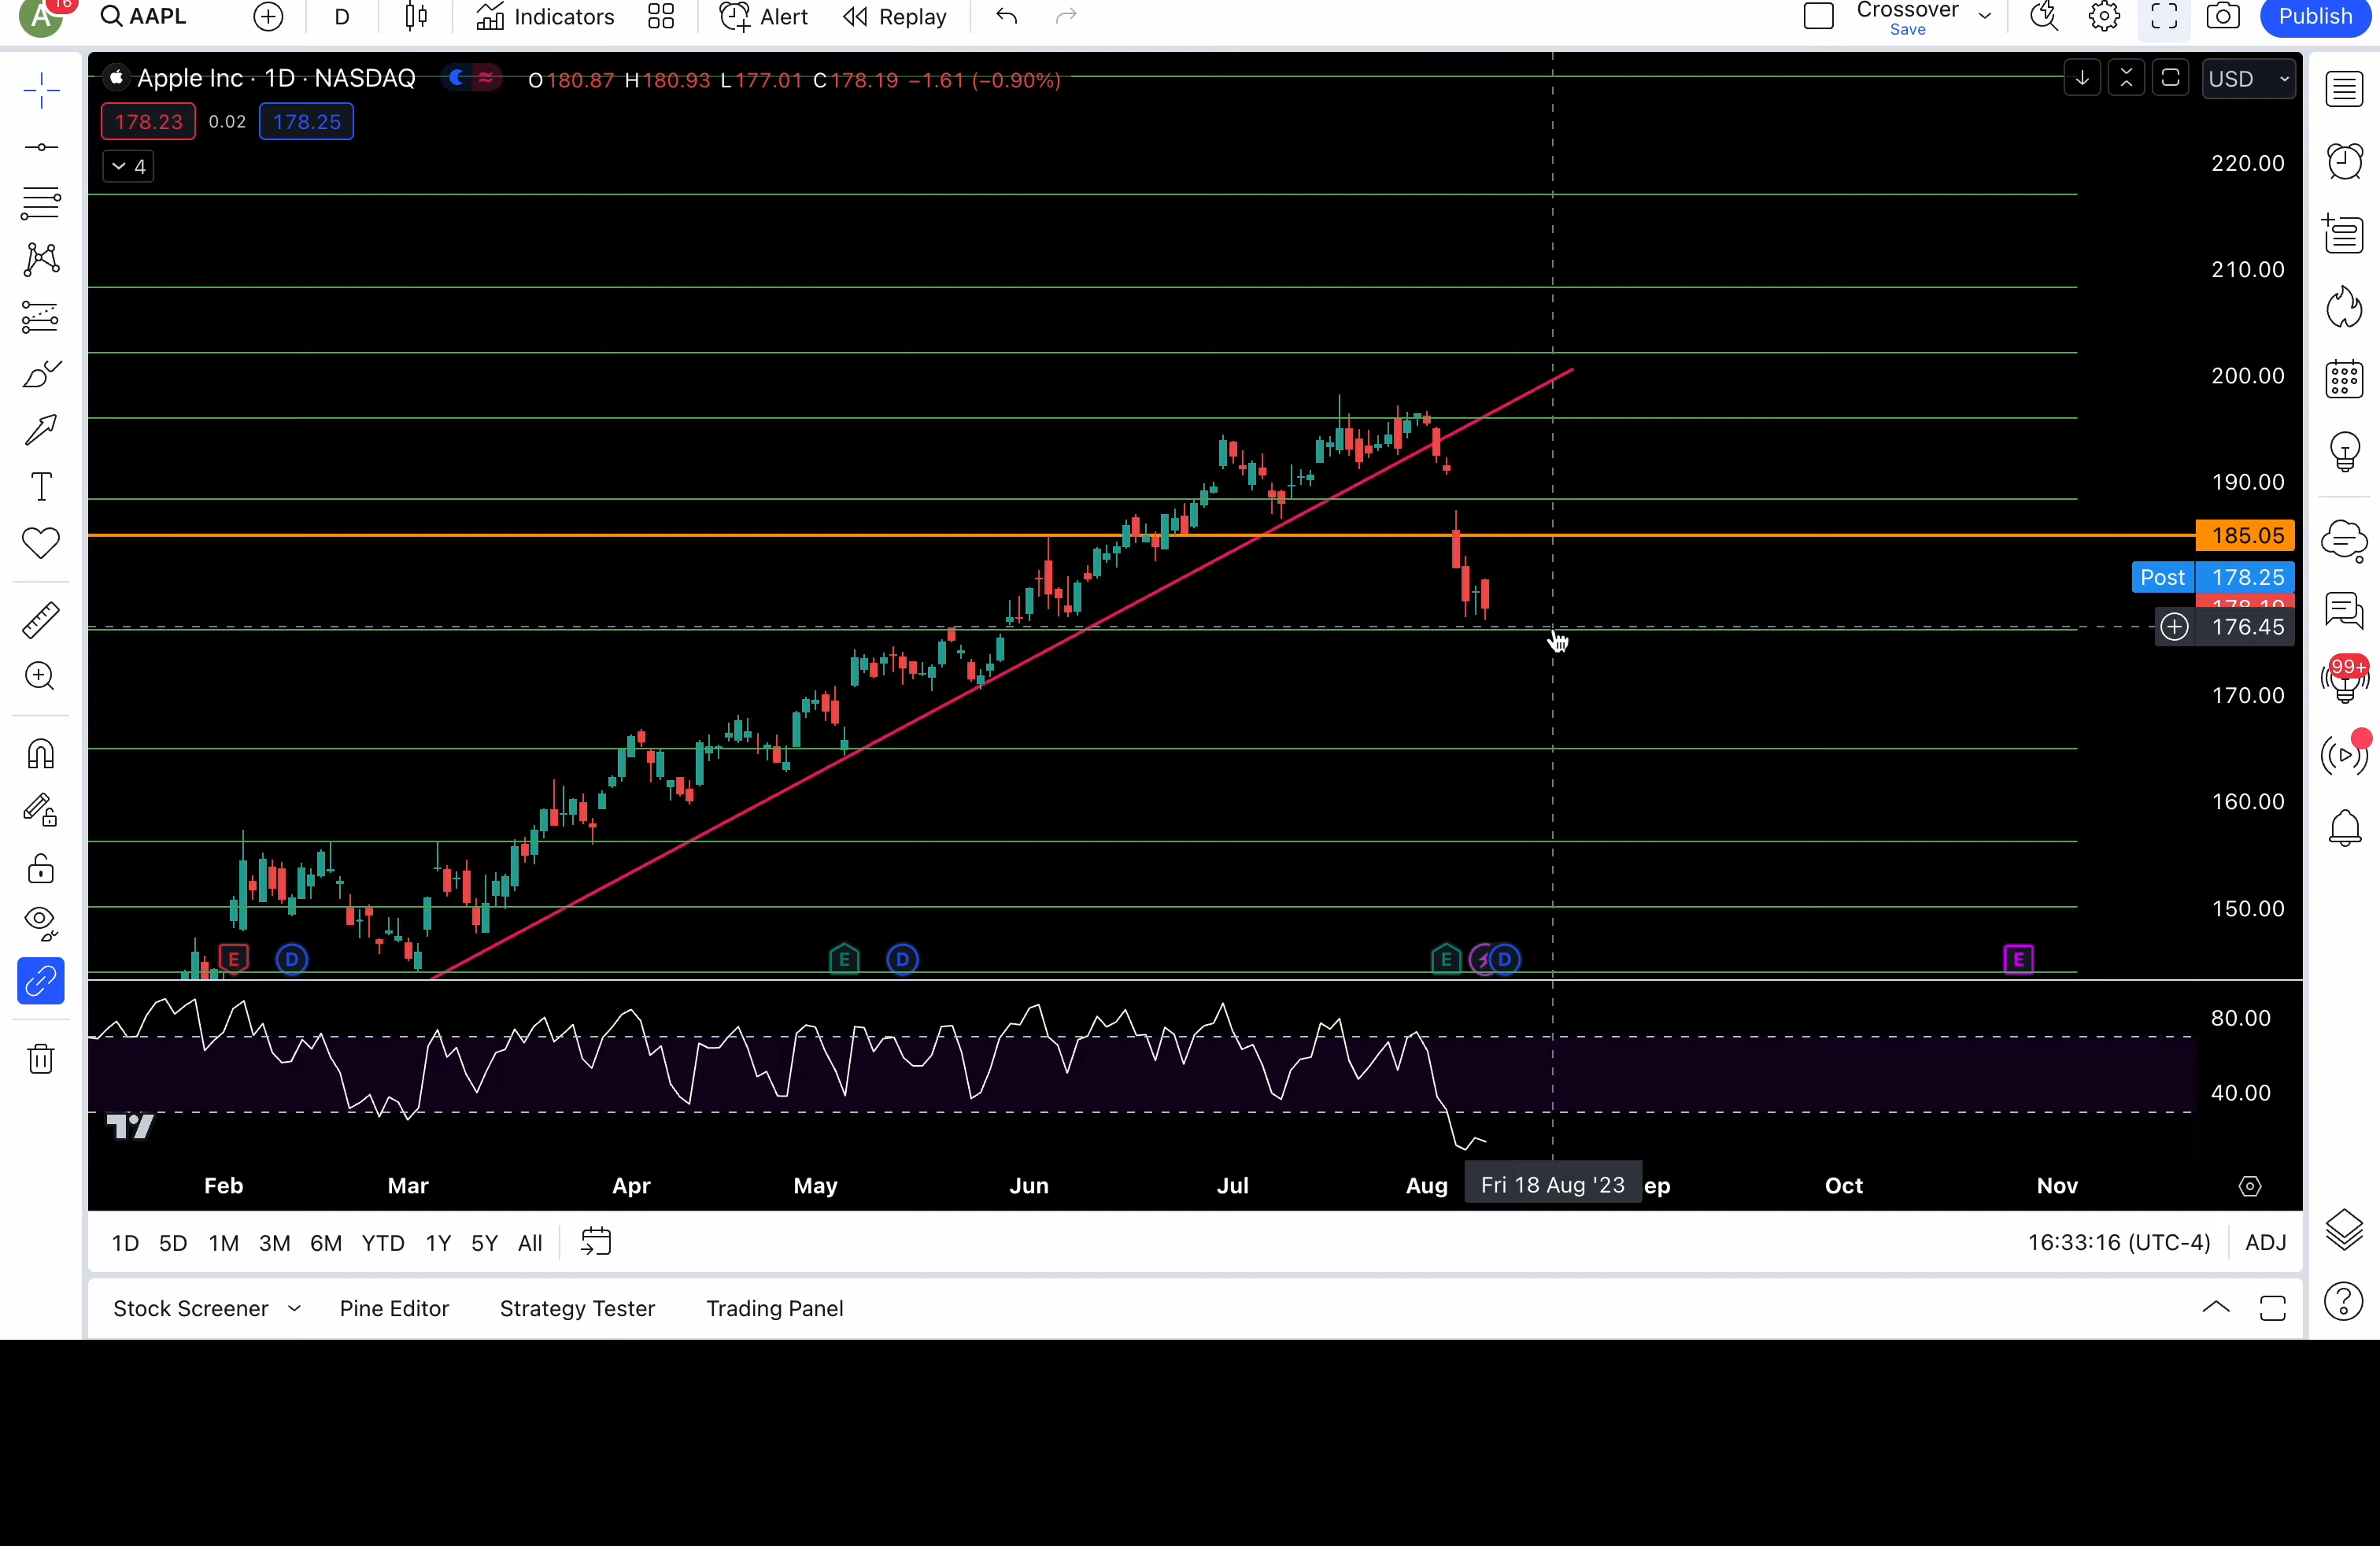 A 16 AAPL D Indicators Alert Replay Crossover Save Publish
Apple Inc · 1D · NASDAQ O180.87 H180.93 L177.01 C178.19 −1.61 (−0.90%) USD
178.23 0.02 178.25
4
220.00
210.00
200.00
190.00
185.05
Post 178.25
178.19
176.45
170.00
160.00
150.00
E D E D E D E
99+
80.00
40.00
Feb Mar Apr May Jun Jul Aug Fri 18 Aug '23 ep Oct Nov
1D 5D 1M 3M 6M YTD 1Y 5Y All 16:33:16 (UTC-4) ADJ
Stock Screener Pine Editor Strategy Tester Trading Panel